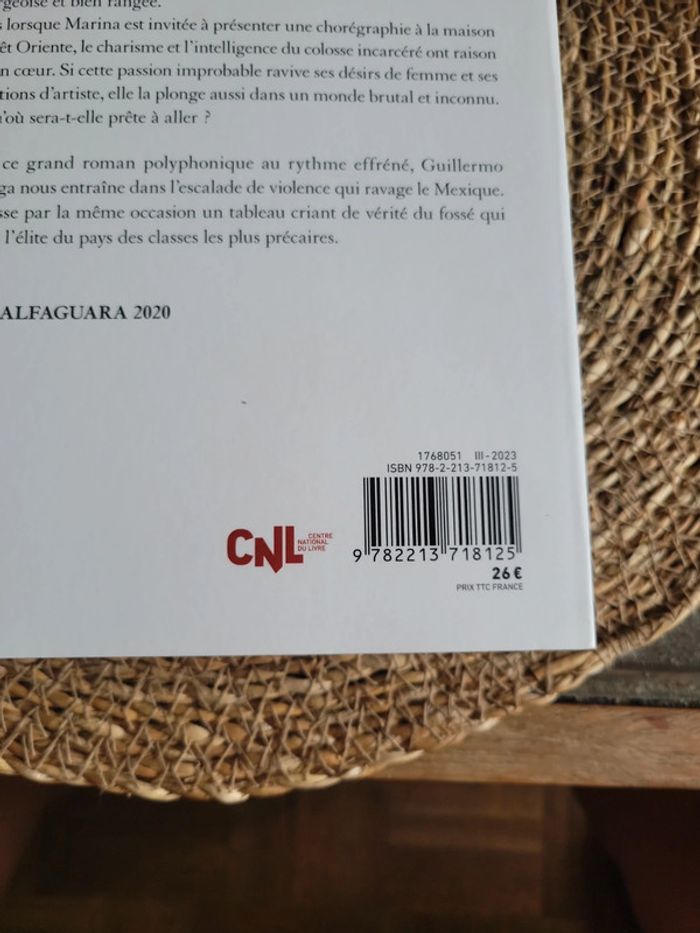 rgeoise et bien rangée.
s lorsque Marina est invitée à présenter une chorégraphie à la maison
êt Oriente, le charisme et l'intelligence du colosse incarcéré ont raison
n cœur. Si cette passion improbable ravive ses désirs de femme et ses
tions d'artiste, elle la plonge aussi dans un monde brutal et inconnu.
u'où sera-t-elle prête à aller ?
ce grand roman polyphonique au rythme effréné, Guillermo
ga nous entraîne dans l'escalade de violence qui ravage le Mexique.
sse par la même occasion un tableau criant de vérité du fossé qui
l'élite du pays des classes les plus précaires.
ALFAGUARA 2020
1768051 III-2023
ISBN 978-2-213-71812-5
CNL CENTRE
NATIONAL
DU LIVRE
9 782213 718125
26 €
PRIX TTC FRANCE